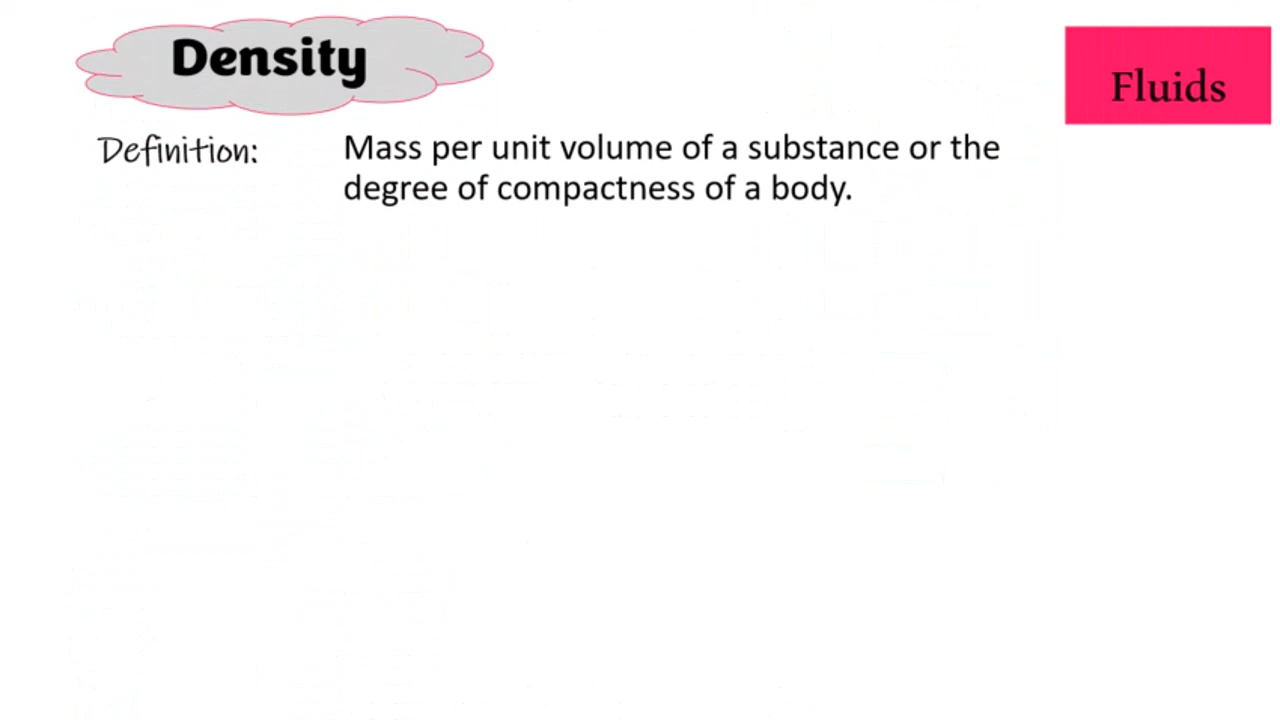 Density
Fluids
Definition:
Mass per unit volume of a substance or the
degree of compactness of a body.